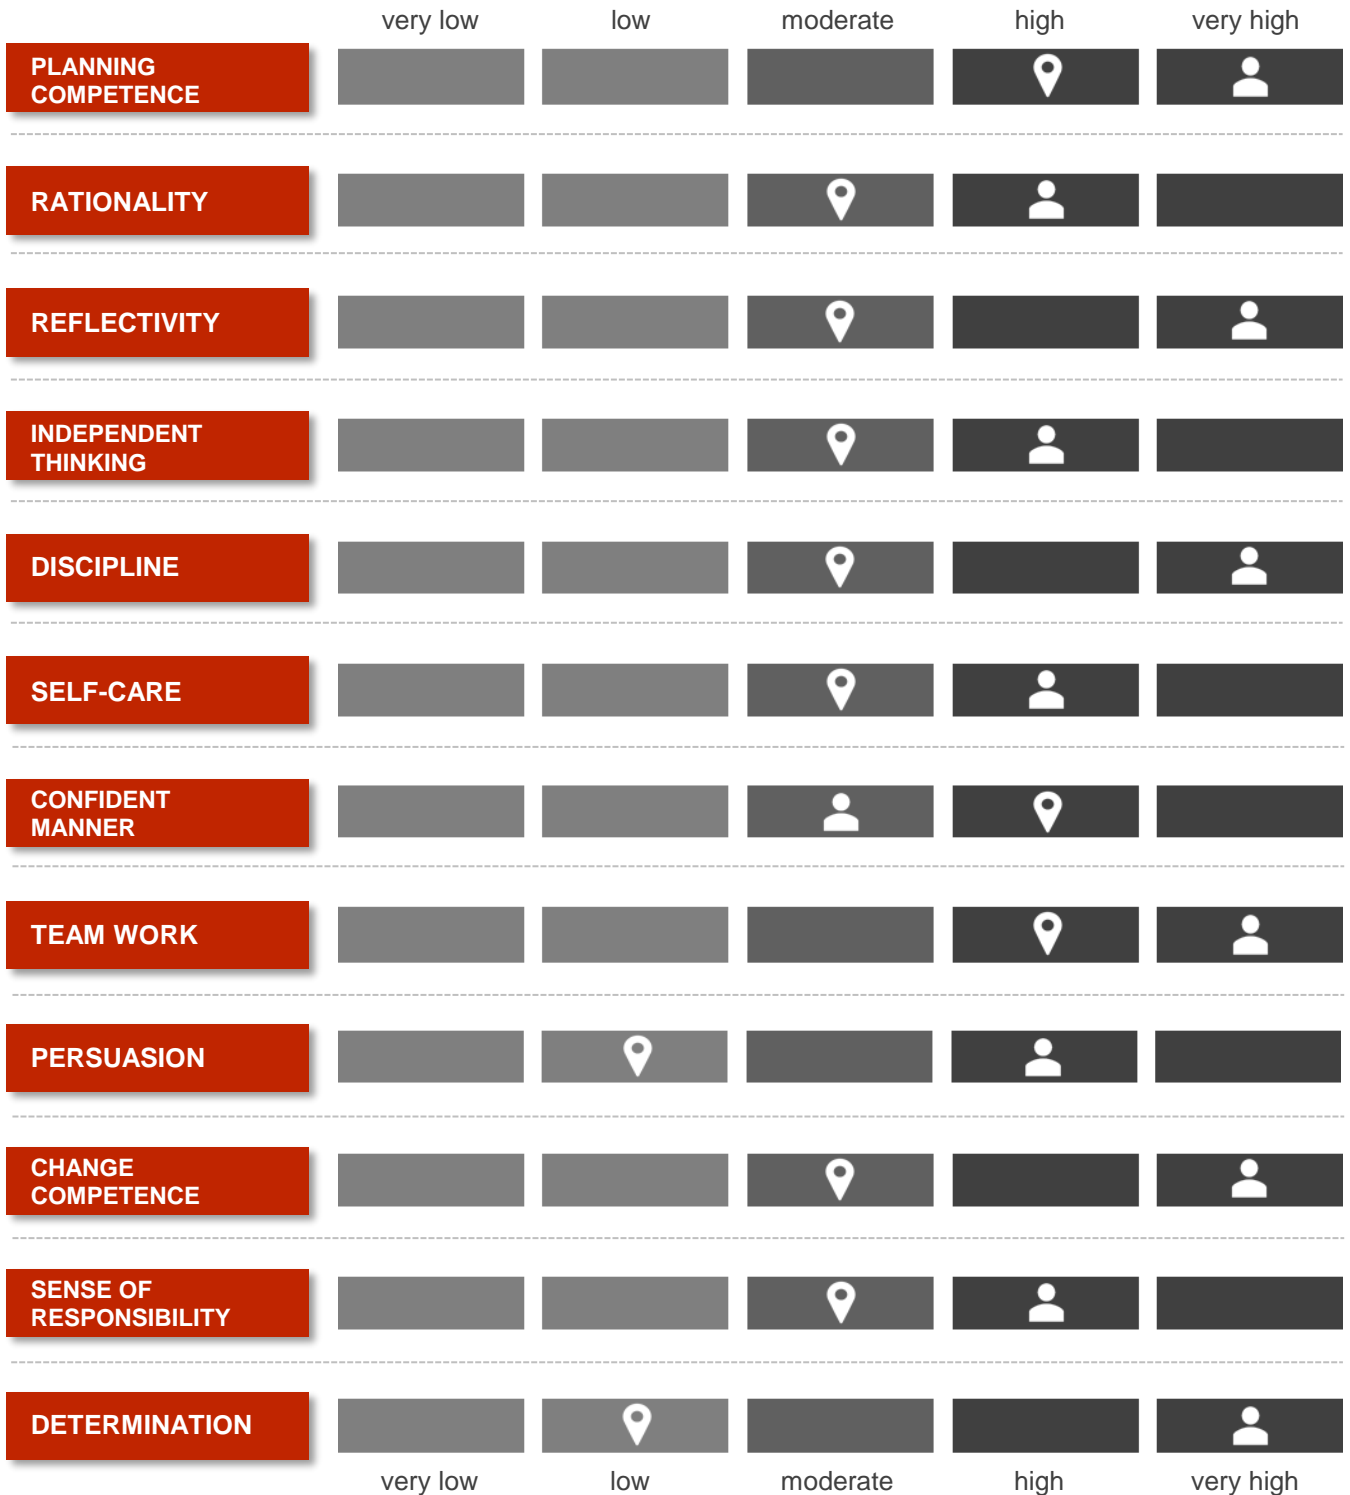 very low low moderate high very high
PLANNING
COMPETENCE
RATIONALITY
REFLECTIVITY
INDEPENDENT
THINKING
DISCIPLINE
SELF-CARE
CONFIDENT
MANNER
TEAM WORK
PERSUASION
CHANGE
COMPETENCE
SENSE OF
RESPONSIBILITY
DETERMINATION
very low low moderate high very high